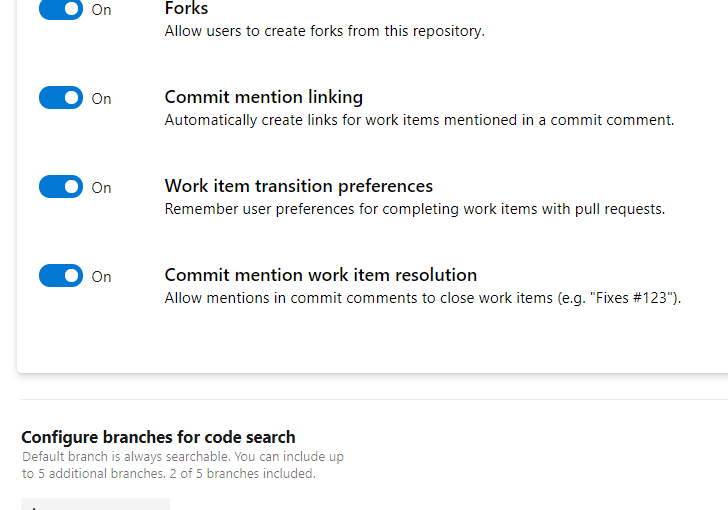 On
Forks
Allow users to create forks from this repository.
On
Commit mention linking
Automatically create links for work items mentioned in a commit comment.
On
Work item transition preferences
Remember user preferences for completing work items with pull requests.
On
Commit mention work item resolution
Allow mentions in commit comments to close work items (e.g. "Fixes #123").
Configure branches for code search
Default branch is always searchable. You can include up
to 5 additional branches. 2 of 5 branches included.